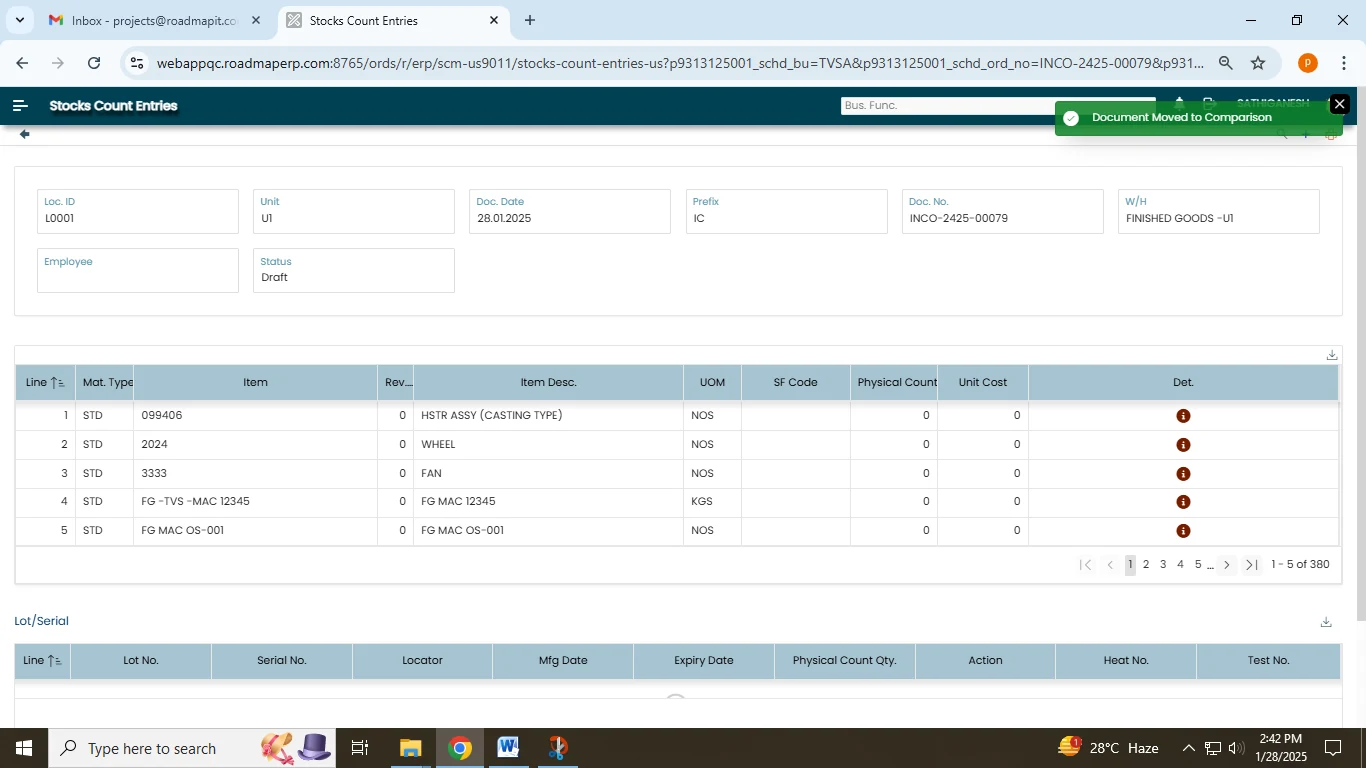 Inbox - projects@roadmapit.co
Stocks Count Entries
webappqc.roadmaperp.com:8765/ords/r/erp/scm-us9011/stocks-count-entries-us?p9313125001_schd_bu=TVSA&p9313125001_schd_ord_no=INCO-2425-00079&p931...
P
Stocks Count Entries
Bus. Func.
SATHIGANESH
Document Moved to Comparison
Loc. ID
L0001
Unit
U1
Doc. Date
28.01.2025
Prefix
IC
Doc. No.
INCO-2425-00079
W/H
FINISHED GOODS -U1
Employee
Status
Draft
Line Mat. Type Item Rev.... Item Desc. UOM SF Code Physical Count Unit Cost Det.
1 STD 099406 0 HSTR ASSY (CASTING TYPE) NOS 0 0
2 STD 2024 0 WHEEL NOS 0 0
3 STD 3333 0 FAN NOS 0 0
4 STD FG -TVS -MAC 12345 0 FG MAC 12345 KGS 0 0
5 STD FG MAC OS-001 0 FG MAC OS-001 NOS 0 0
1 2 3 4 5 ... 1 - 5 of 380
Lot/Serial
Line Lot No. Serial No. Locator Mfg Date Expiry Date Physical Count Qty. Action Heat No. Test No.
Type here to search
1
28°C Haze
2:42 PM
1/28/2025